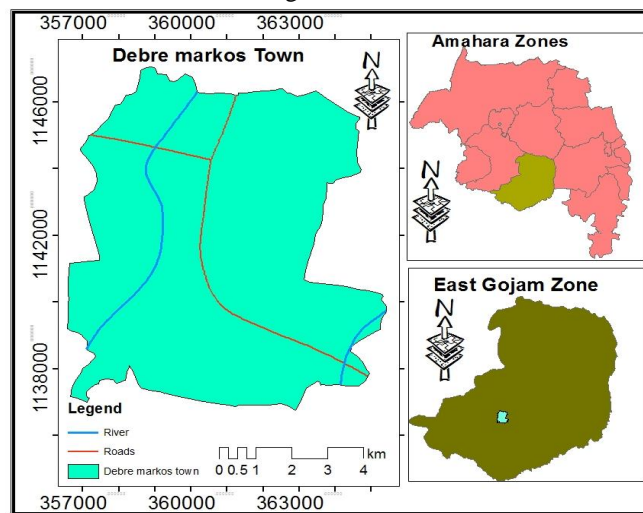 357000 360000 363000
Debre markos Town
N
1146000
1142000
1138000
Legend
River
Roads
Debre markos town
km
0 0.5 1 2 3 4
357000 360000 363000
Amahara Zones
N
East Gojam Zone
N